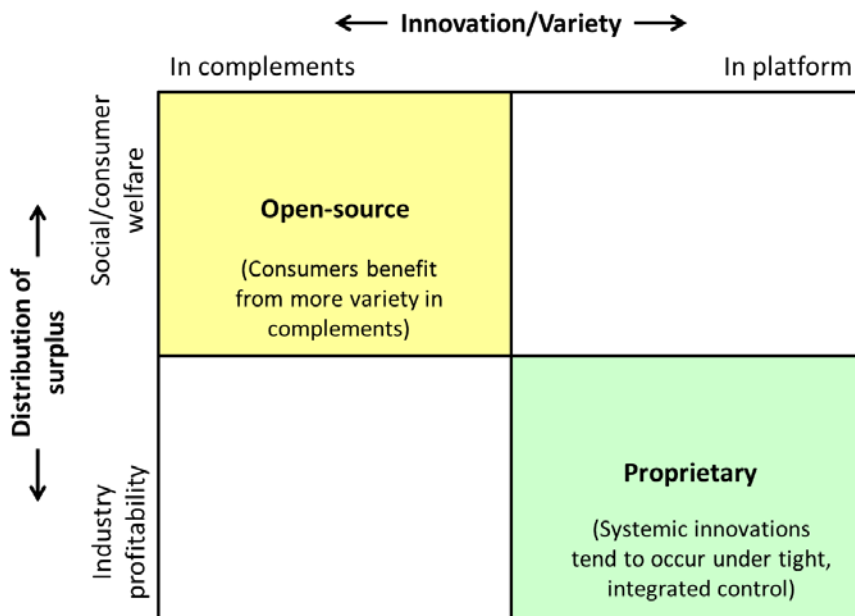 Innovation/Variety
In complements
In platform
Social/consumer
welfare
Open-source
(Consumers benefit
from more variety in
complements)
Distribution of
surplus
Industry
profitability
Proprietary
(Systemic innovations
tend to occur under tight,
integrated control)